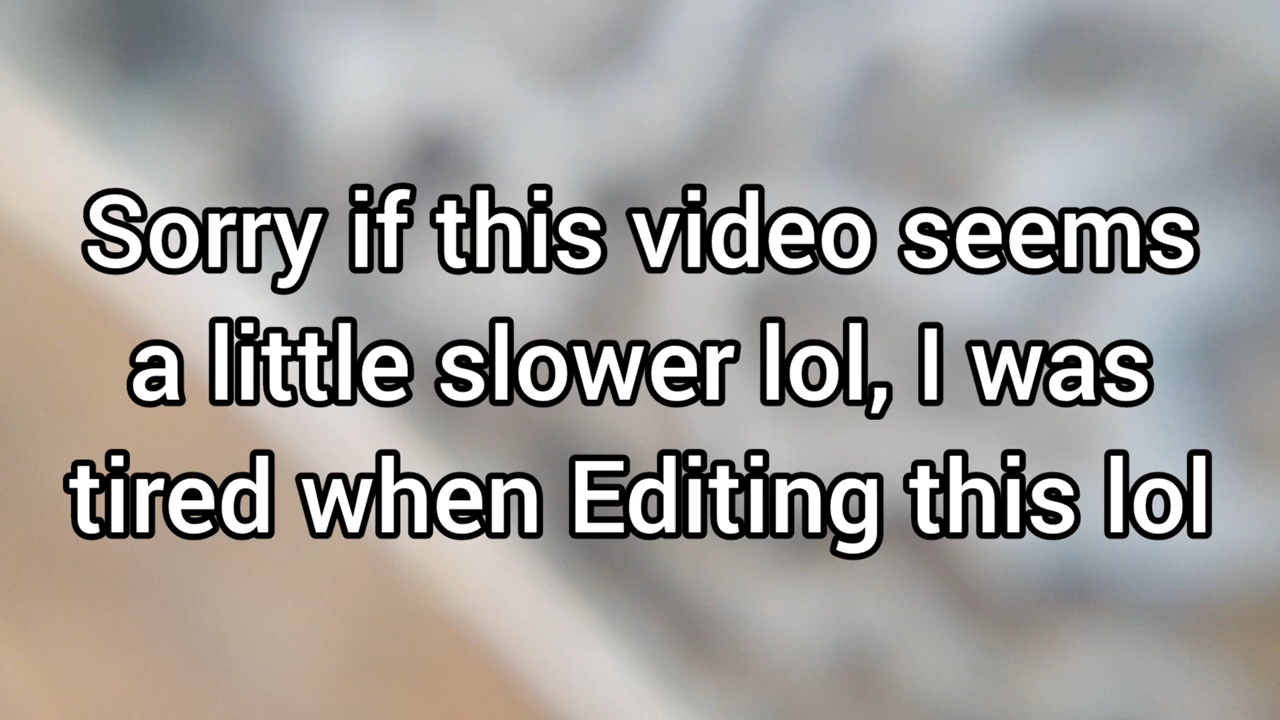 Sorry if this video seems
a little slower lol, I was
tired when Editing this lol